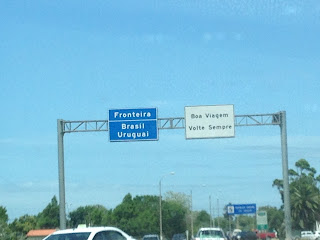 Fronteira
Brasil
Uruguai
Boa Viagem
Volte Sempre